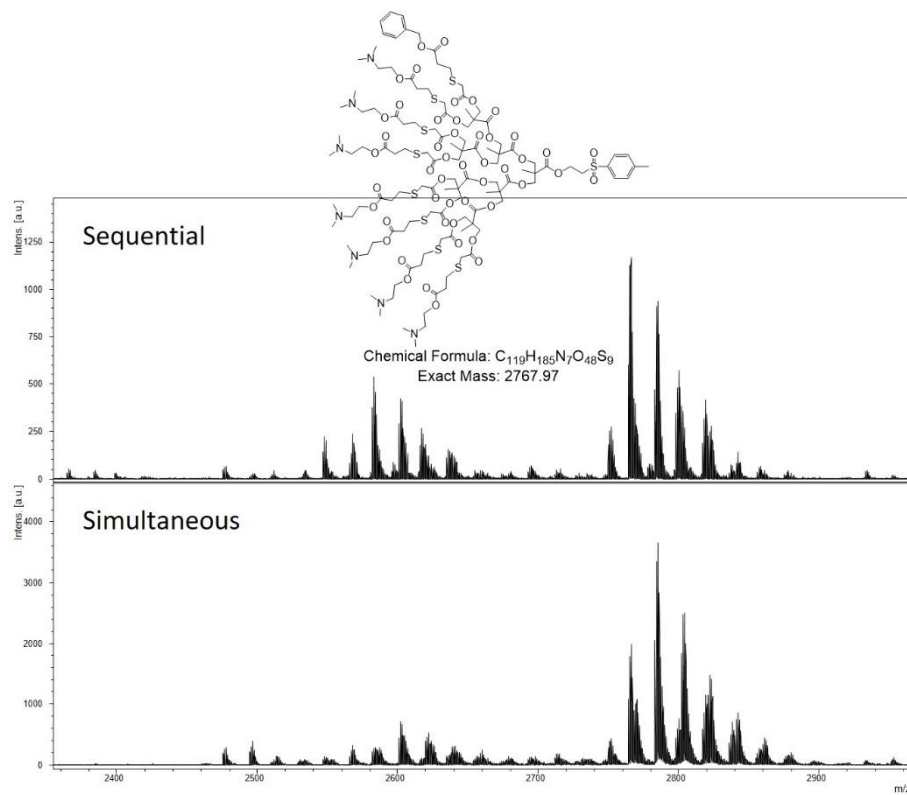 Chemical Formula: C₁₁₉H₁₈₅N₇O₄₈S₉
Exact Mass: 2767.97
Intens. [a.u.]
Sequential
1250
1000
750
500
250
0
Intens. [a.u.]
Simultaneous
4000
3000
2000
1000
0
2400 2500 2600 2700 2800 2900